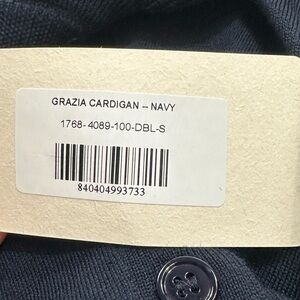 GRAZIA CARDIGAN -- NAVY
1768-4089-100-DBL-S
840404993733